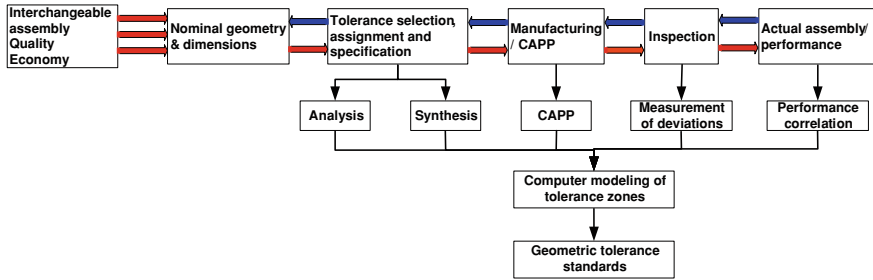 Interchangeable
assembly
Quality
Economy
Nominal geometry
& dimensions
Tolerance selection,
assignment and
specification
Manufacturing
/ CAPP
Inspection
Actual assembly/
performance
Analysis
Synthesis
CAPP
Measurement
of deviations
Performance
correlation
Computer modeling of
tolerance zones
Geometric tolerance
standards